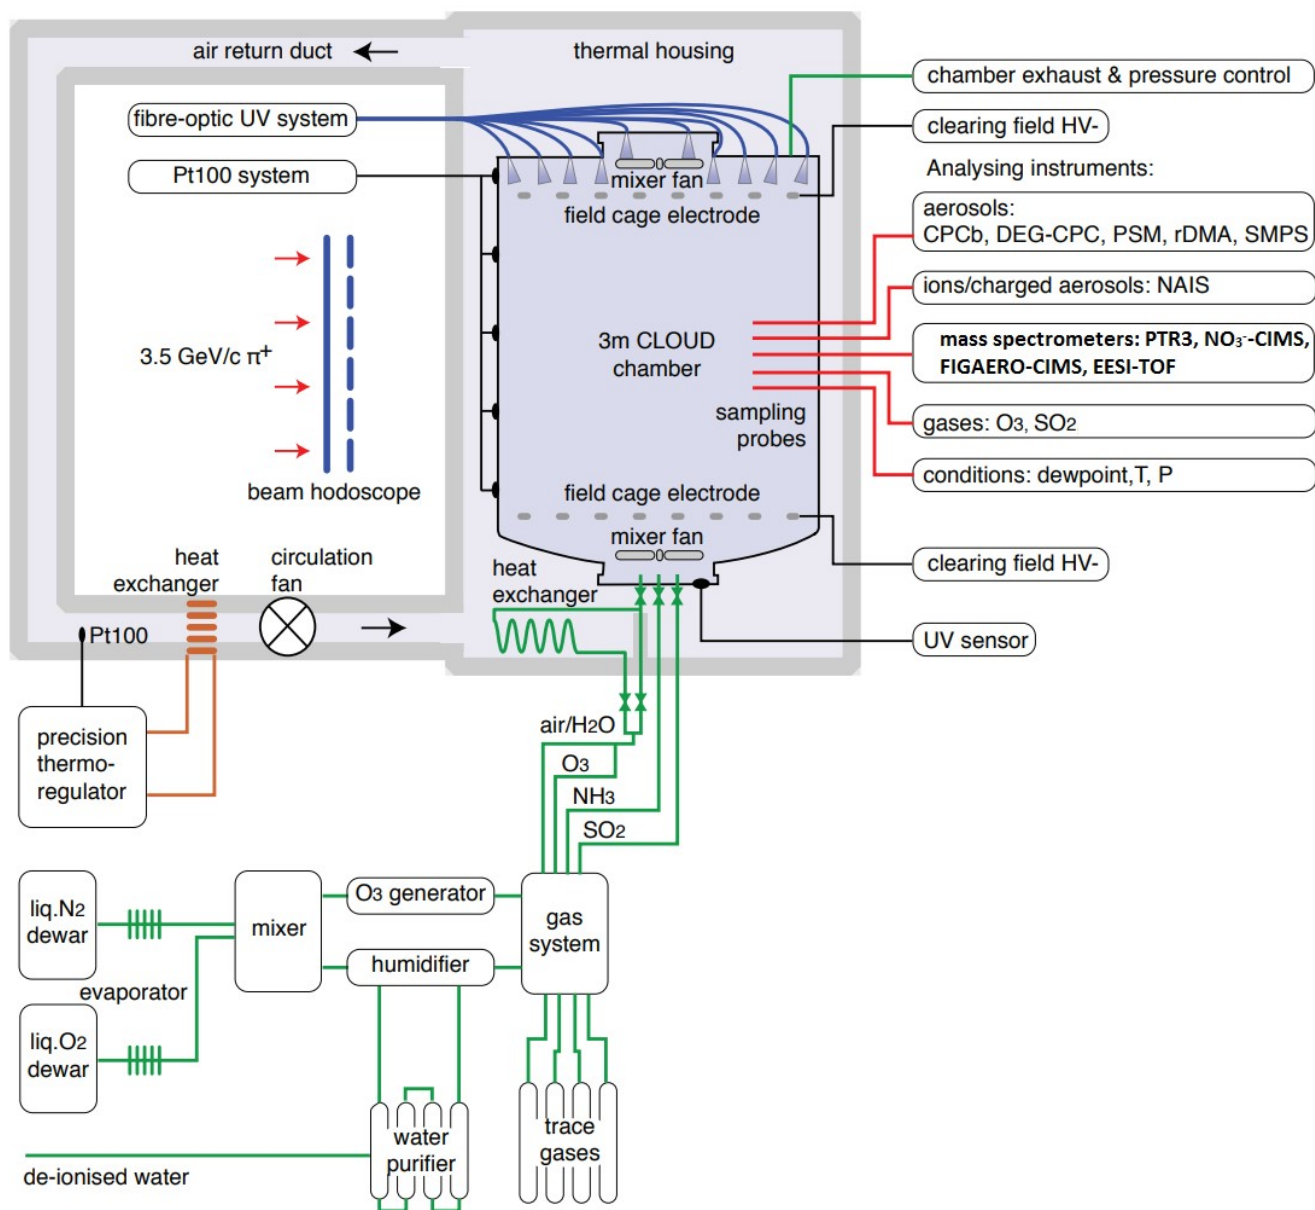 air return duct
thermal housing
chamber exhaust & pressure control
fibre-optic UV system
clearing field HV-
Pt100 system
mixer fan
Analysing instruments:
field cage electrode
aerosols:
CPCb, DEG-CPC, PSM, rDMA, SMPS
ions/charged aerosols: NAIS
3.5 GeV/c π⁺
3m CLOUD
chamber
mass spectrometers: PTR3, NO₃⁻-CIMS,
FIGAERO-CIMS, EESI-TOF
sampling
probes
gases: O₃, SO₂
conditions: dewpoint,T, P
beam hodoscope
field cage electrode
mixer fan
heat
exchanger
circulation
fan
heat
exchanger
clearing field HV-
Pt100
UV sensor
precision
thermo-
regulator
air/H₂O
O₃
NH₃
SO₂
liq.N₂
dewar
mixer
O₃ generator
gas
system
humidifier
evaporator
liq.O₂
dewar
water
purifier
trace
gases
de-ionised water